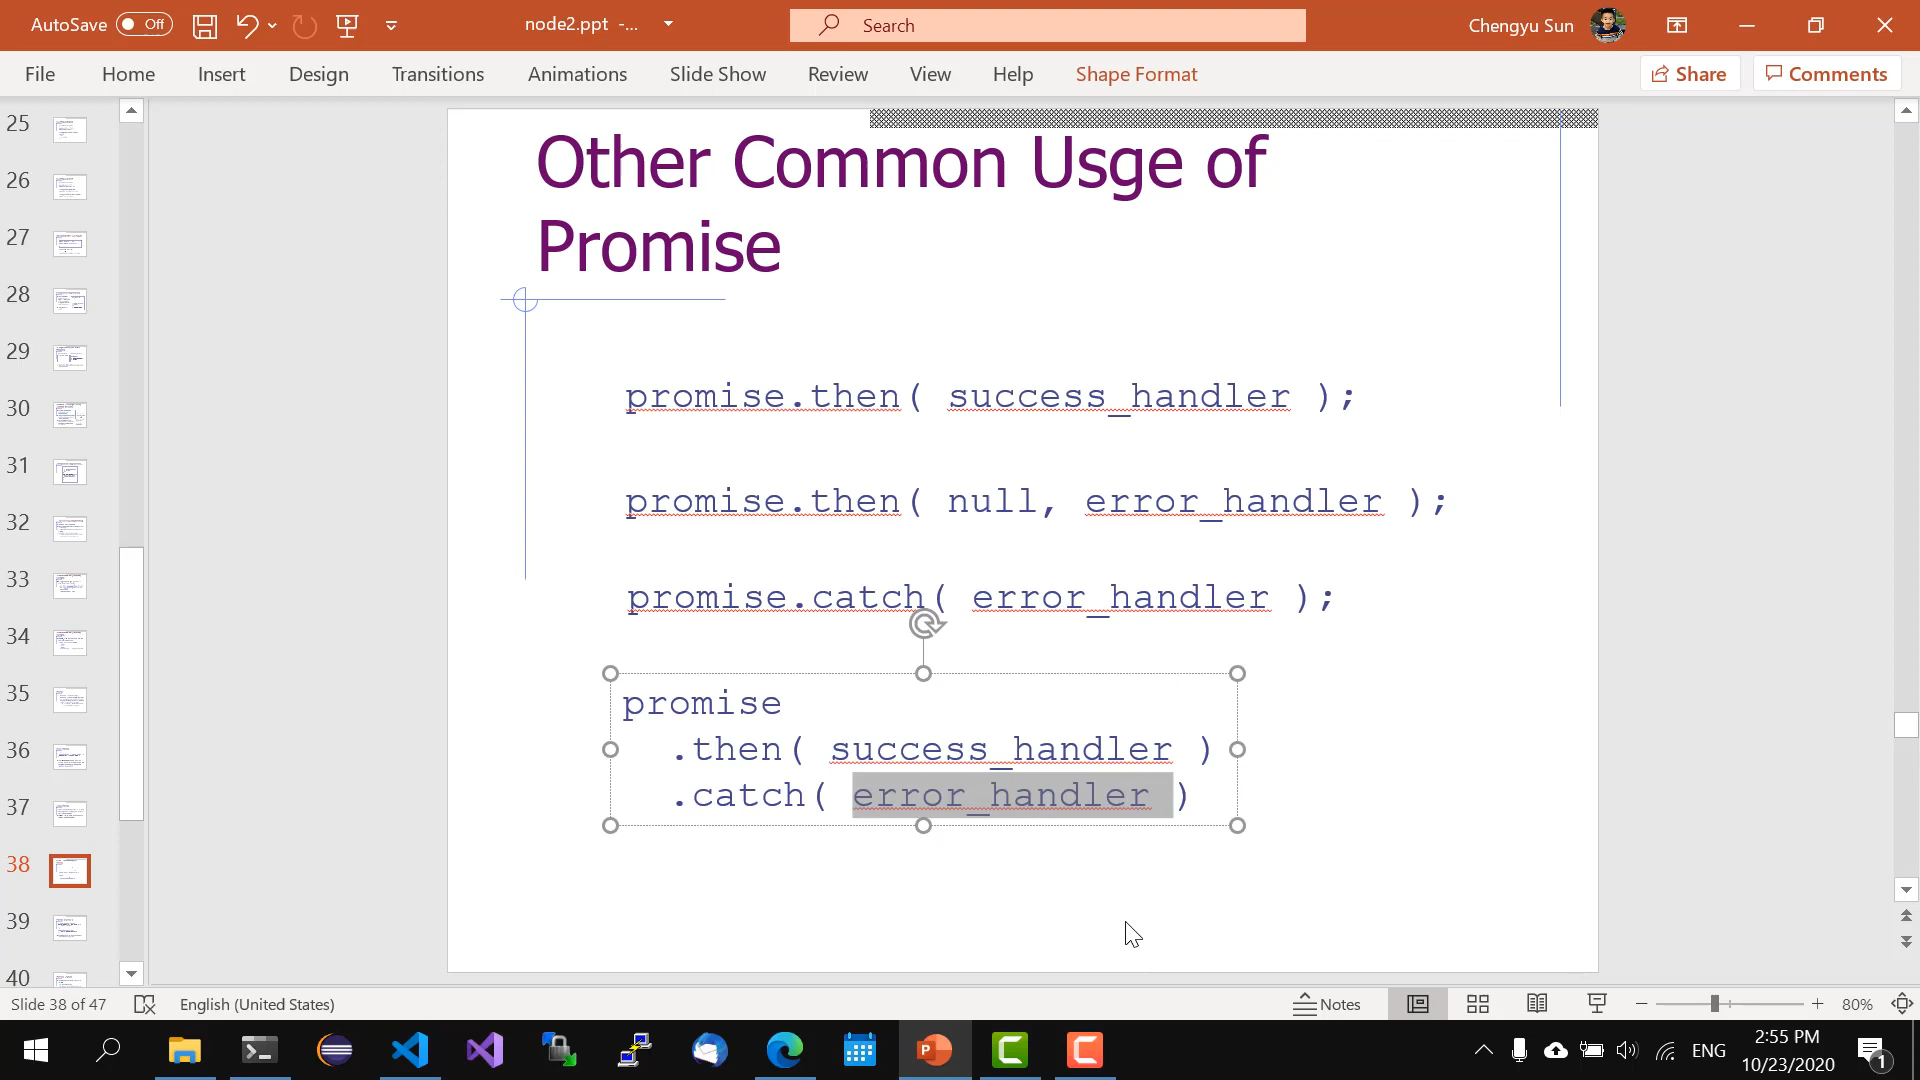 AutoSave Off node2.ppt -... Search Chengyu Sun
File Home Insert Design Transitions Animations Slide Show Review View Help Shape Format Share Comments
25
26
27
28
29
30
31
32
33
34
35
36
37
38
39
40
Other Common Usge of
Promise
promise.then( success_handler );
promise.then( null, error_handler );
promise.catch( error_handler );
promise
.then( success_handler )
.catch( error_handler )
Slide 38 of 47 English (United States) Notes 80%
ENG
2:55 PM
10/23/2020
1